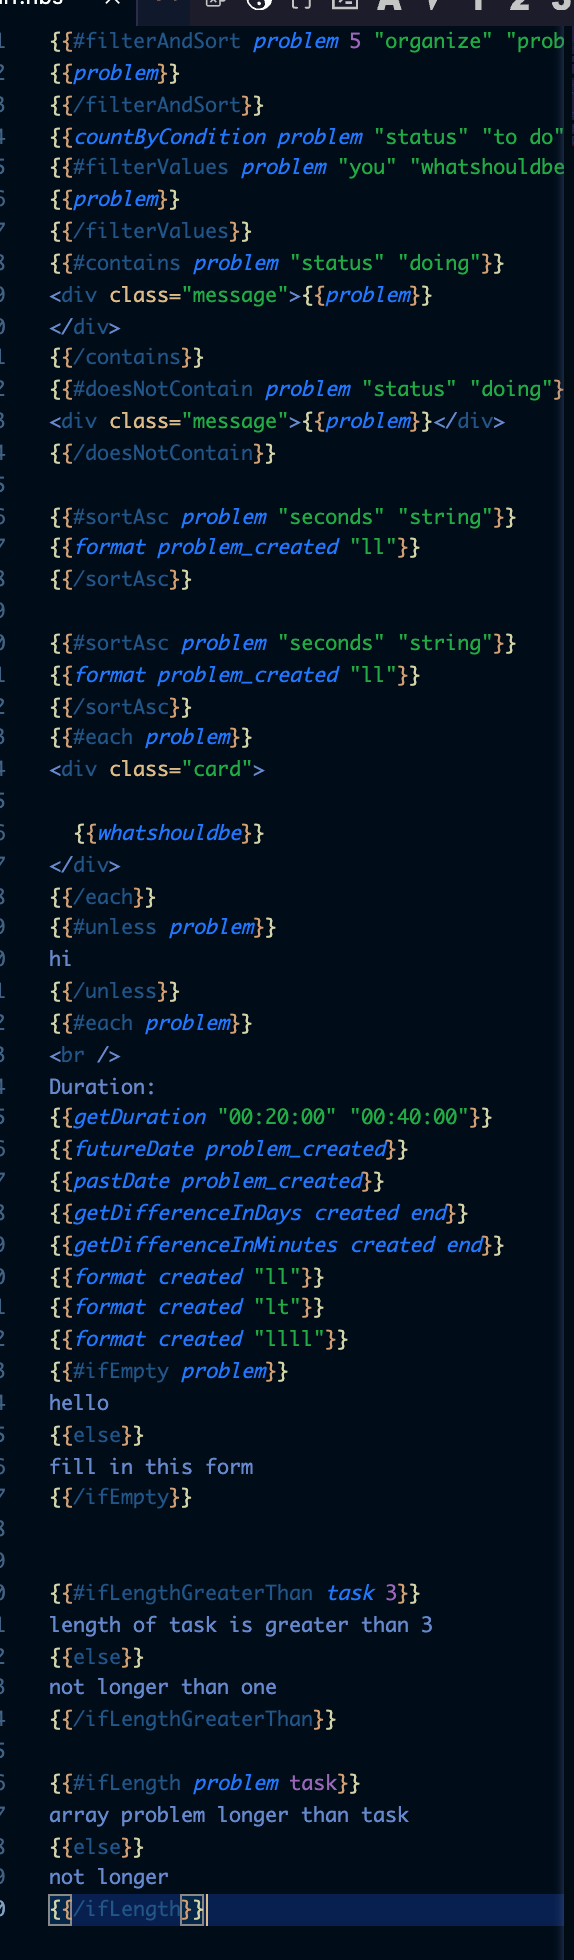 {{#filterAndSort problem 5 "organize" "prob
{{problem}}
{{/filterAndSort}}
{{countByCondition problem "status" "to do"
{{#filterValues problem "you" "whatshouldbe
{{problem}}
{{/filterValues}}
{{#contains problem "status" "doing"}}
<div class="message">{{problem}}
</div>
{{/contains}}
{{#doesNotContain problem "status" "doing"}
<div class="message">{{problem}}</div>
{{/doesNotContain}}
{{#sortAsc problem "seconds" "string"}}
{{format problem_created "ll"}}
{{/sortAsc}}
{{#sortAsc problem "seconds" "string"}}
{{format problem_created "ll"}}
{{/sortAsc}}
{{#each problem}}
<div class="card">
{{whatshouldbe}}
</div>
{{/each}}
{{#unless problem}}
hi
{{/unless}}
{{#each problem}}
<br />
Duration:
{{getDuration "00:20:00" "00:40:00"}}
{{futureDate problem_created}}
{{pastDate problem_created}}
{{getDifferenceInDays created end}}
{{getDifferenceInMinutes created end}}
{{format created "ll"}}
{{format created "lt"}}
{{format created "llll"}}
{{#ifEmpty problem}}
hello
{{else}}
fill in this form
{{/ifEmpty}}
{{#ifLengthGreaterThan task 3}}
length of task is greater than 3
{{else}}
not longer than one
{{/ifLengthGreaterThan}}
{{#ifLength problem task}}
array problem longer than task
{{else}}
not longer
{{/ifLength}}